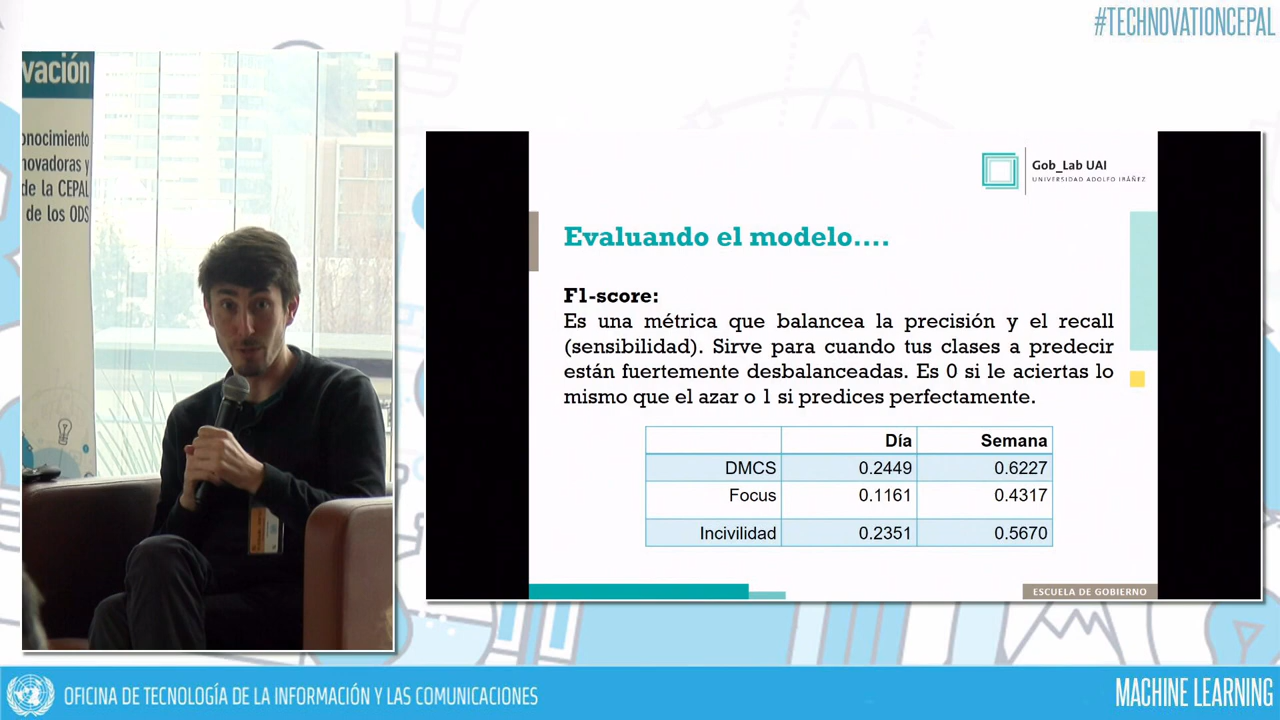 #TECHNOVATIONCEPAL
vación
onocimiento
novadoras y
de la CEPAL
de los ODS
Gob_Lab UAI
UNIVERSIDAD ADOLFO IBÁÑEZ
Evaluando el modelo....
F1-score:
Es una métrica que balancea la precisión y el recall
(sensibilidad). Sirve para cuando tus clases a predecir
están fuertemente desbalanceadas. Es 0 si le aciertas lo
mismo que el azar o 1 si predices perfectamente.
Día Semana
DMCS 0.2449 0.6227
Focus 0.1161 0.4317
Incivilidad 0.2351 0.5670
ESCUELA DE GOBIERNO
OFICINA DE TECNOLOGÍA DE LA INFORMACIÓN Y LAS COMUNICACIONES
MACHINE LEARNING